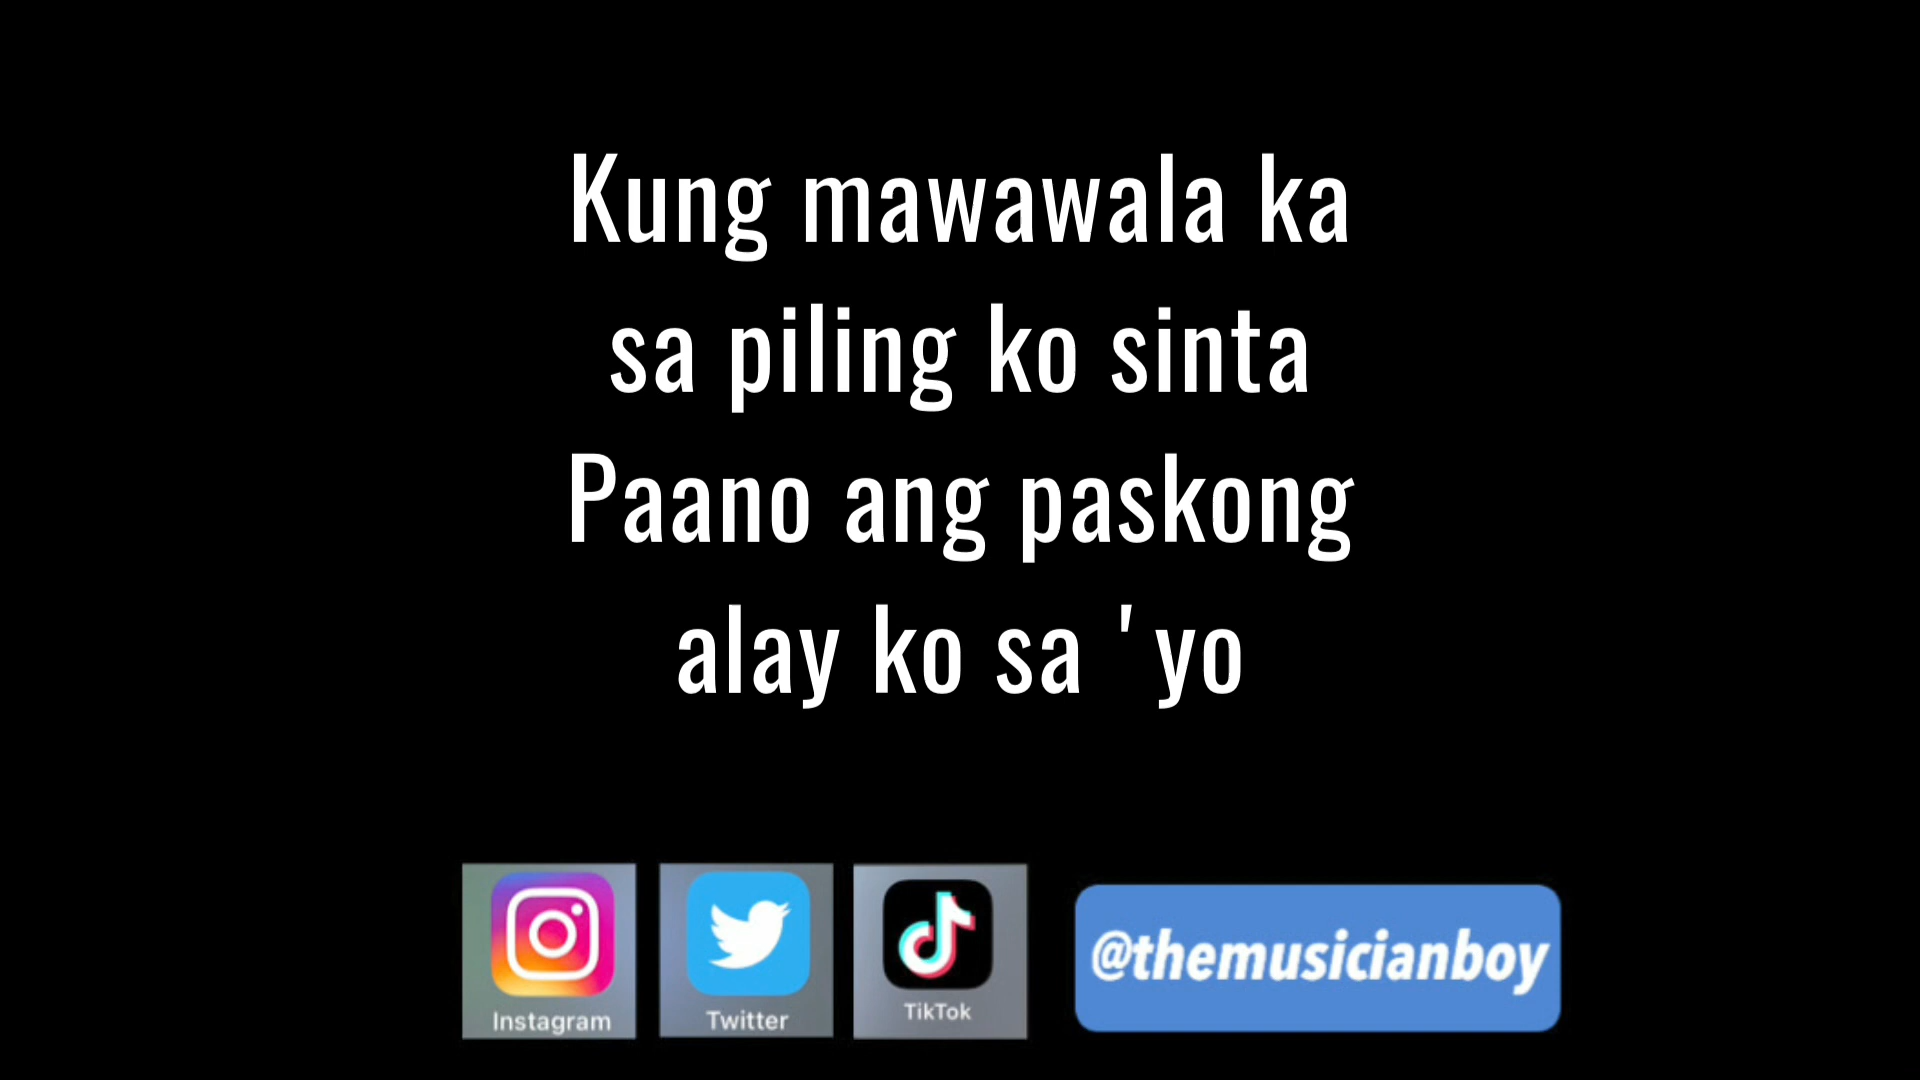 Kung mawawala ka
sa piling ko sinta
Paano ang paskong
alay ko sa 'yo
Instagram
Twitter
TikTok
@themusicianboy